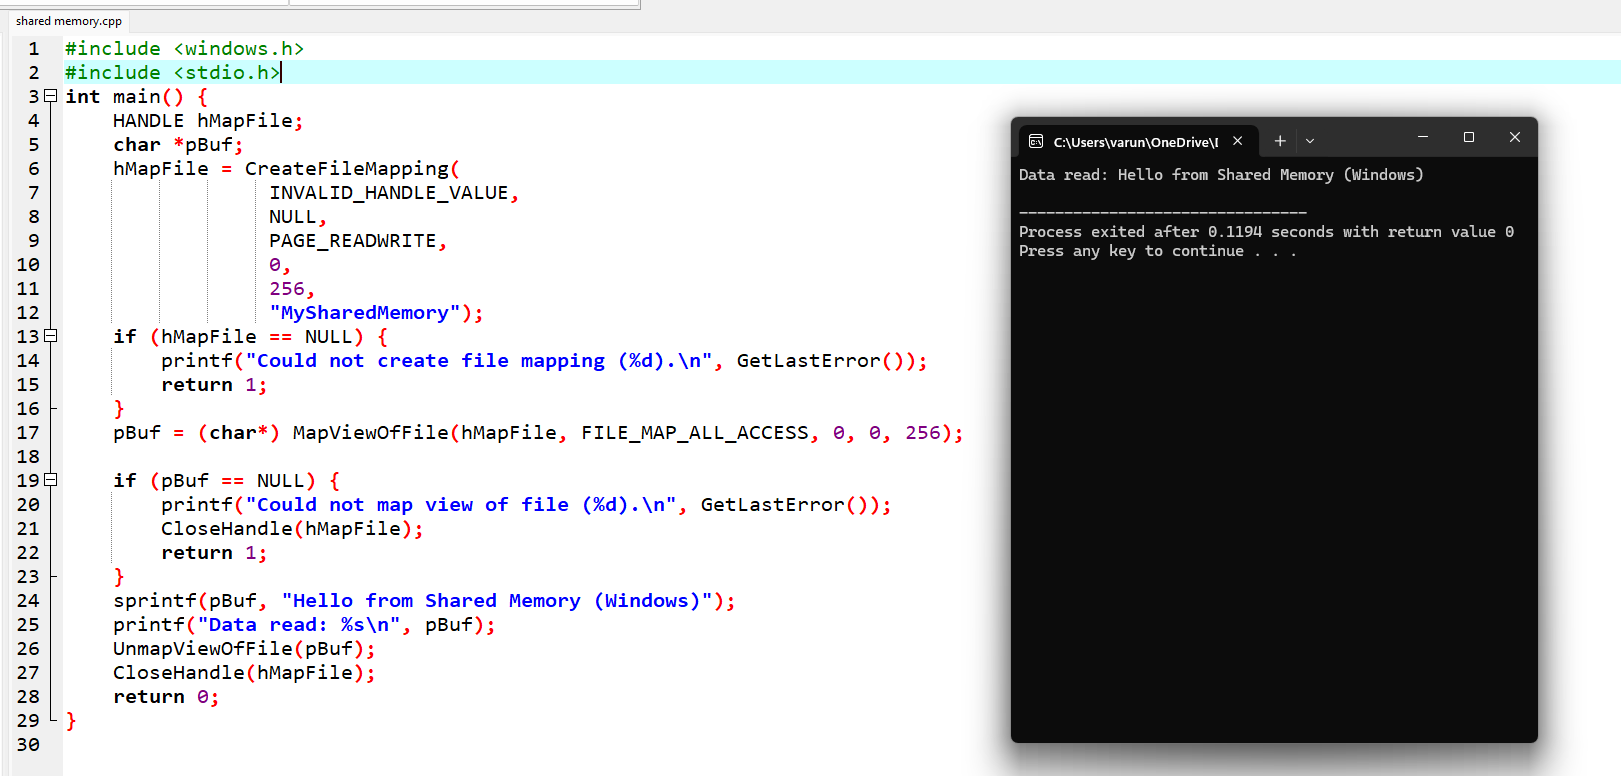 shared memory.cpp
1 #include <windows.h>
2 #include <stdio.h>
3 int main() {
4 HANDLE hMapFile;
5 char *pBuf;
6 hMapFile = CreateFileMapping(
7 INVALID_HANDLE_VALUE,
8 NULL,
9 PAGE_READWRITE,
10 0,
11 256,
12 "MySharedMemory");
13 if (hMapFile == NULL) {
14 printf("Could not create file mapping (%d).\n", GetLastError());
15 return 1;
16 }
17 pBuf = (char*) MapViewOfFile(hMapFile, FILE_MAP_ALL_ACCESS, 0, 0, 256);
18
19 if (pBuf == NULL) {
20 printf("Could not map view of file (%d).\n", GetLastError());
21 CloseHandle(hMapFile);
22 return 1;
23 }
24 sprintf(pBuf, "Hello from Shared Memory (Windows)");
25 printf("Data read: %s\n", pBuf);
26 UnmapViewOfFile(pBuf);
27 CloseHandle(hMapFile);
28 return 0;
29 }
30
C:\Users\varun\OneDrive\
Data read: Hello from Shared Memory (Windows)
--------------------------------
Process exited after 0.1194 seconds with return value 0
Press any key to continue . . .